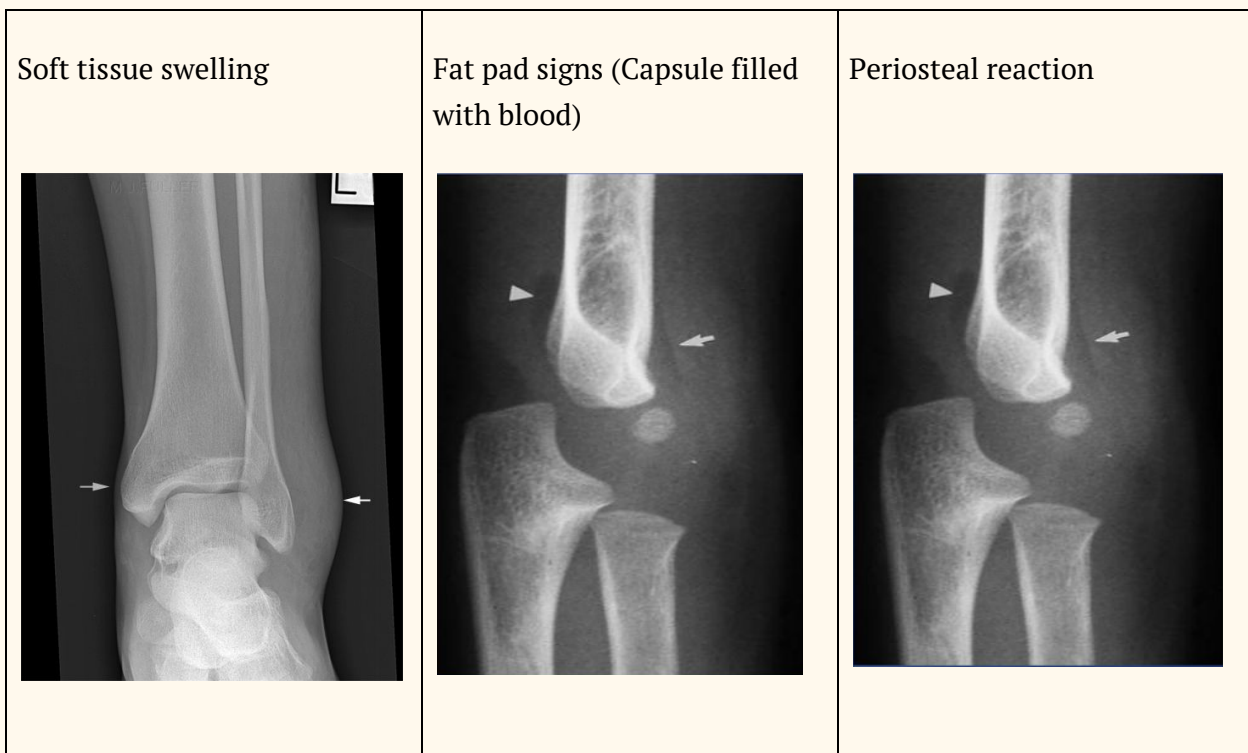 Soft tissue swelling
Fat pad signs (Capsule filled
with blood)
Periosteal reaction
L